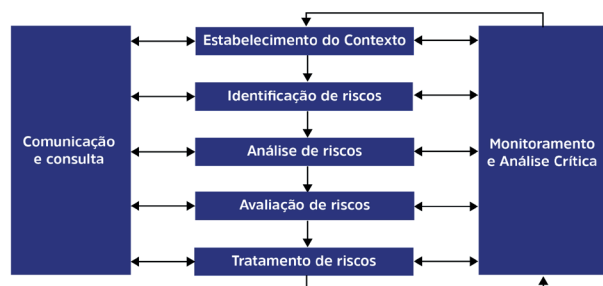 Estabelecimento do Contexto
Identificação de riscos
Comunicação
e consulta
Análise de riscos
Monitoramento
e Análise Crítica
Avaliação de riscos
Tratamento de riscos